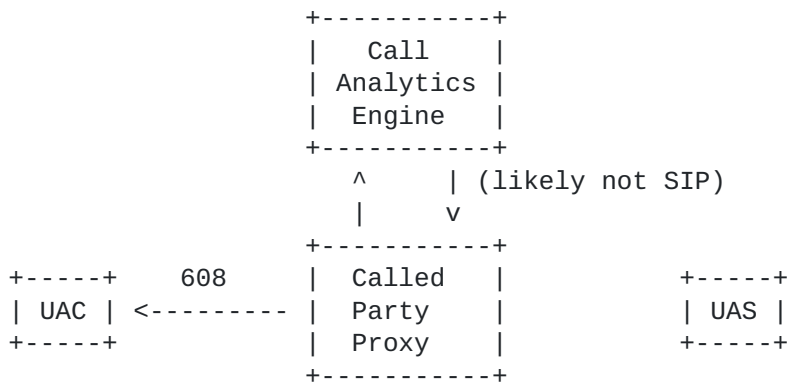 +-----------+
|   Call    |
| Analytics |
|  Engine   |
+-----------+
^     | (likely not SIP)
|     v
+-----------+
+-----+    608     |  Called   |           +-----+
| UAC | <--------- |  Party    |           | UAS |
+-----+            |  Proxy    |           +-----+
+-----------+